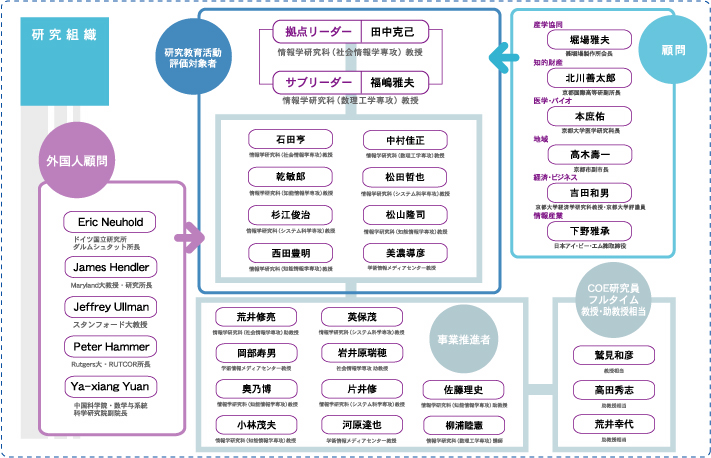 研究組織
外国人顧問
Eric Neuhold
ドイツ国立研究所
ダルムシュタット所長
James Hendler
Maryland大教授・研究所長
Jeffrey Ullman
スタンフォード大教授
Peter Hammer
Rutgers大・RUTCOR所長
Ya-xiang Yuan
中国科学院・数学与系統
科学研究院副院長
研究教育活動
評価対象者
拠点リーダー 田中克己
情報学研究科(社会情報学専攻)教授
サブリーダー 福嶋雅夫
情報学研究科(数理工学専攻)教授
石田亨
情報学研究科(社会情報学専攻)教授
中村佳正
情報学研究科(数理工学専攻)教授
乾敏郎
情報学研究科(知能情報学専攻)教授
松田哲也
情報学研究科(システム科学専攻)教授
杉江俊治
情報学研究科(システム科学専攻)教授
松山隆司
情報学研究科(知能情報学専攻)教授
西田豊明
情報学研究科(知能情報学専攻)教授
美濃導彦
学術情報メディアセンター教授
顧問
産学協同
堀場雅夫
㈱堀場製作所会長
知的財産
北川善太郎
京都国際高等研副所長
医学・バイオ
本庶佑
京都大学医学研究科長
地域
高木壽一
京都市副市長
経済・ビジネス
吉田和男
京都大学経済学研究科教授・京都大学評議員
情報産業
下野雅承
日本アイ・ビー・エム㈱取締役
事業推進者
荒井修亮
情報学研究科(社会情報学専攻)助教授
英保茂
情報学研究科(システム科学専攻)教授
岡部寿男
学術情報メディアセンター教授
岩井原瑞穂
社会情報学専攻 助教授
奥乃博
情報学研究科(知能情報学専攻)教授
片井修
情報学研究科(システム科学専攻)教授
佐藤理史
情報学研究科(知能情報学専攻)助教授
小林茂夫
情報学研究科(知能情報学専攻)教授
河原達也
学術情報メディアセンター教授
柳浦睦憲
情報学研究科(数理工学専攻)講師
COE研究員
フルタイム
教授・助教授相当
鷲見和彦
教授相当
高田秀志
助教授相当
荒井幸代
助教授相当